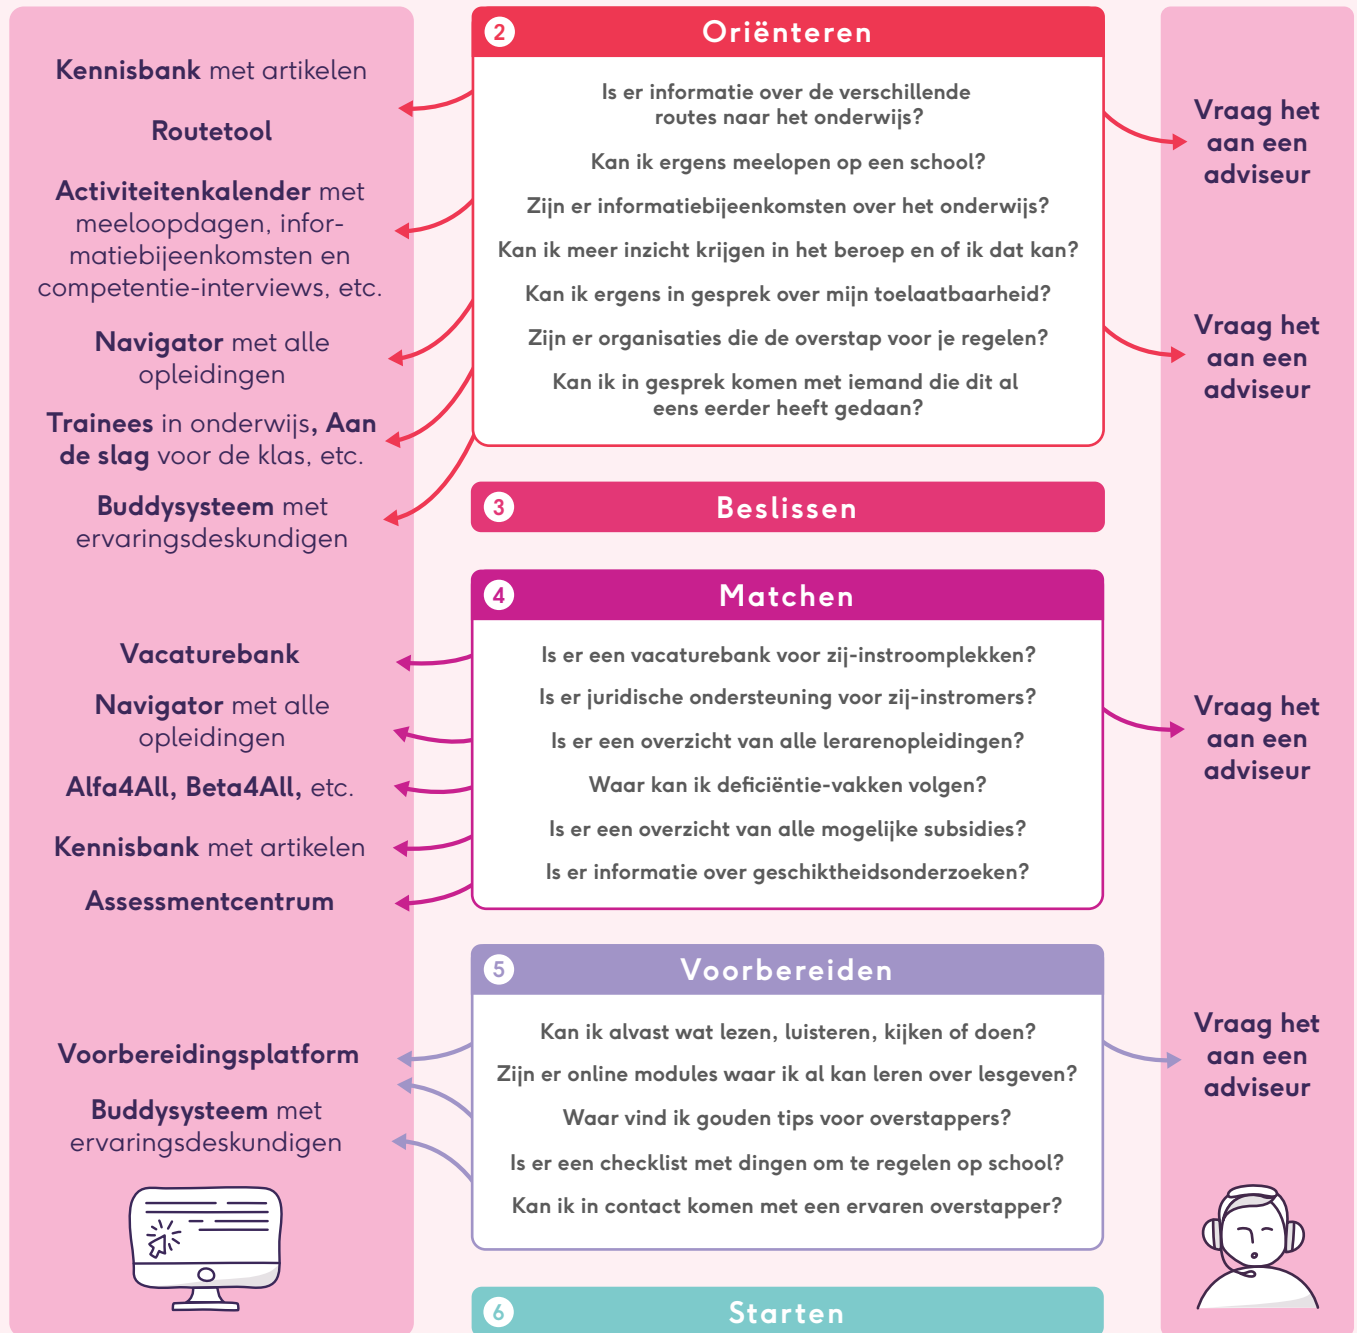 Kennisbank met artikelen
Routetool
Activiteitenkalender met
meeloopdagen, infor-
matiebijeenkomsten en
competentie-interviews, etc.
Navigator met alle
opleidingen
Trainees in onderwijs, Aan
de slag voor de klas, etc.
Buddysysteem met
ervaringsdeskundigen
Vacaturebank
Navigator met alle
opleidingen
Alfa4All, Beta4All, etc.
Kennisbank met artikelen
Assessmentcentrum
Voorbereidingsplatform
Buddysysteem met
ervaringsdeskundigen
2 Oriënteren
Is er informatie over de verschillende
routes naar het onderwijs?
Kan ik ergens meelopen op een school?
Zijn er informatiebijeenkomsten over het onderwijs?
Kan ik meer inzicht krijgen in het beroep en of ik dat kan?
Kan ik ergens in gesprek over mijn toelaatbaarheid?
Zijn er organisaties die de overstap voor je regelen?
Kan ik in gesprek komen met iemand die dit al
eens eerder heeft gedaan?
3 Beslissen
4 Matchen
Is er een vacaturebank voor zij-instroomplekken?
Is er juridische ondersteuning voor zij-instromers?
Is er een overzicht van alle lerarenopleidingen?
Waar kan ik deficiëntie-vakken volgen?
Is er een overzicht van alle mogelijke subsidies?
Is er informatie over geschiktheidsonderzoeken?
5 Voorbereiden
Kan ik alvast wat lezen, luisteren, kijken of doen?
Zijn er online modules waar ik al kan leren over lesgeven?
Waar vind ik gouden tips voor overstappers?
Is er een checklist met dingen om te regelen op school?
Kan ik in contact komen met een ervaren overstapper?
6 Starten
Vraag het
aan een
adviseur
Vraag het
aan een
adviseur
Vraag het
aan een
adviseur
Vraag het
aan een
adviseur